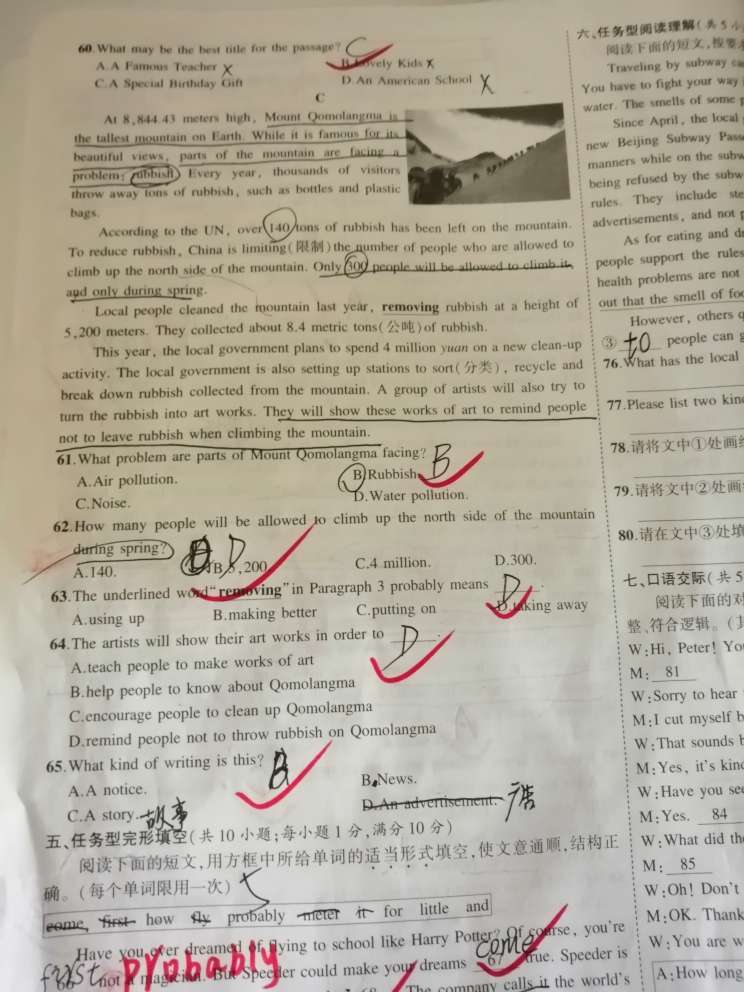 60.What may be the best title for the passage? C
A.A Famous Teacher X
B.Lovely Kids X
C.A Special Birthday Gift
D.An American School X
C
At 8,844.43 meters high, Mount Qomolangma is
the tallest mountain on Earth. While it is famous for its
beautiful views, parts of the mountain are facing a
problem: rubbish. Every year, thousands of visitors
throw away tons of rubbish, such as bottles and plastic
bags.
According to the UN, over 140 tons of rubbish has been left on the mountain.
To reduce rubbish, China is limiting(限制)the number of people who are allowed to
climb up the north side of the mountain. Only 300 people will be allowed to climb it,
and only during spring.
Local people cleaned the mountain last year, removing rubbish at a height of
5,200 meters. They collected about 8.4 metric tons(公吨)of rubbish.
This year, the local government plans to spend 4 million yuan on a new clean-up
activity. The local government is also setting up stations to sort(分类), recycle and
break down rubbish collected from the mountain. A group of artists will also try to
turn the rubbish into art works. They will show these works of art to remind people
not to leave rubbish when climbing the mountain.
61.What problem are parts of Mount Qomolangma facing? B
A.Air pollution.
B.Rubbish.
C.Noise.
D.Water pollution.
62.How many people will be allowed to climb up the north side of the mountain
during spring? D
A.140.
B.5,200.
C.4 million.
D.300.
63.The underlined word“removing”in Paragraph 3 probably means D.
A.using up
B.making better
C.putting on
D.taking away
64.The artists will show their art works in order to D.
A.teach people to make works of art
B.help people to know about Qomolangma
C.encourage people to clean up Qomolangma
D.remind people not to throw rubbish on Qomolangma
65.What kind of writing is this? B
A.A notice.
B.News.
C.A story. 故事
D.An advertisement. 广告
五、任务型完形填空(共10小题;每小题1分,满分10分)
阅读下面的短文,用方框中所给单词的适当形式填空,使文意通顺,结构正
确。(每个单词限用一次)
come, first how fly probably meter it for little and
Have you ever dreamed of flying to school like Harry Potter? Of course, you're
first 66 not a magician. But Speeder could make your dreams come 67 true. Speeder is
probably
68 The company calls it the world's
六、任务型阅读理解(共5小
阅读下面的短文,按要
Traveling by subway ca
You have to fight your way
water. The smells of some
Since April, the local
new Beijing Subway Pass
manners while on the subw
being refused by the subw
rules. They include ste
advertisements, and not p
As for eating and d
people support the rules
health problems are not
out that the smell of foo
However, others q
③ to people can g
76.What has the local
77.Please list two kin
78.请将文中①处画
79.请将文中②处画
80.请在文中③处填
七、口语交际(共5
阅读下面的对
整、符合逻辑。(
W:Hi, Peter! Yo
M: 81
W:Sorry to hear
M:I cut myself b
W:That sounds b
M:Yes, it's kind
W:Have you see
M:Yes. 84
W:What did th
M: 85
W:Oh! Don't
M:OK. Thank
W:You are w
A:How long